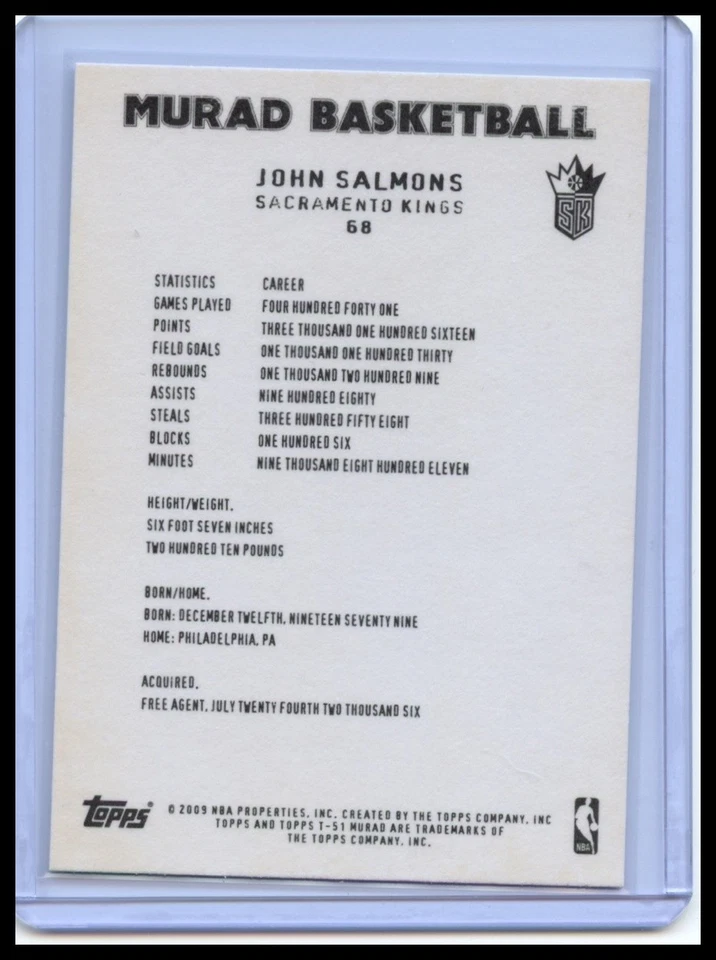 MURAD BASKETBALL
JOHN SALMONS
SACRAMENTO KINGS
68
SK
STATISTICS CAREER
GAMES PLAYED FOUR HUNDRED FORTY ONE
POINTS THREE THOUSAND ONE HUNDRED SIXTEEN
FIELD GOALS ONE THOUSAND ONE HUNDRED THIRTY
REBOUNDS ONE THOUSAND TWO HUNDRED NINE
ASSISTS NINE HUNDRED EIGHTY
STEALS THREE HUNDRED FIFTY EIGHT
BLOCKS ONE HUNDRED SIX
MINUTES NINE THOUSAND EIGHT HUNDRED ELEVEN
HEIGHT/WEIGHT.
SIX FOOT SEVEN INCHES
TWO HUNDRED TEN POUNDS
BORN/HOME.
BORN: DECEMBER TWELFTH, NINETEEN SEVENTY NINE
HOME: PHILADELPHIA, PA
ACQUIRED.
FREE AGENT, JULY TWENTY FOURTH TWO THOUSAND SIX
Topps®
© 2009 NBA PROPERTIES, INC. CREATED BY THE TOPPS COMPANY, INC
TOPPS AND TOPPS T-51 MURAD ARE TRADEMARKS OF
THE TOPPS COMPANY, INC.
NBA